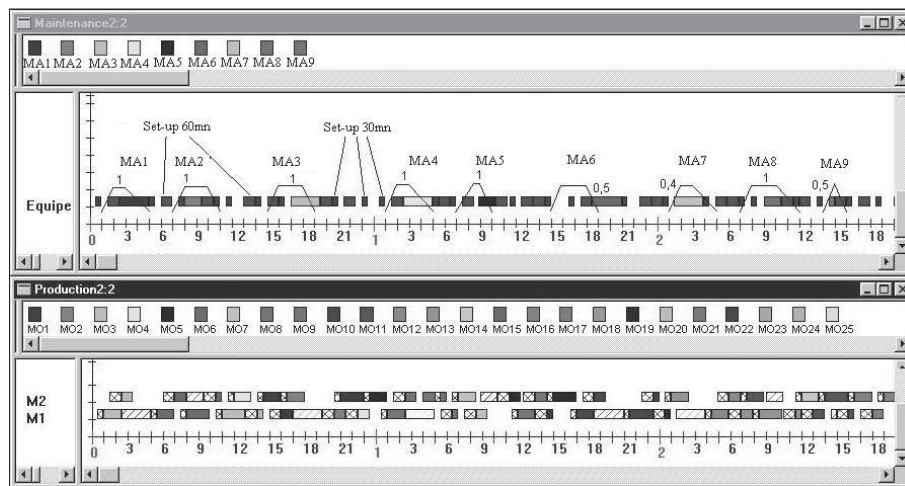 Maintenance2:2
MA1 MA2 MA3 MA4 MA5 MA6 MA7 MA8 MA9
Set-up 60mn Set-up 30mn
MA1 MA2 MA3 MA4 MA5 MA6 MA7 MA8 MA9
1 1 1 1 1 0,5 0,4 1 0,5
Equipe
0 3 6 9 12 15 18 21 1 3 6 9 12 15 18 21 2 3 6 9 12 15 18
Production2:2
MO1 MO2 MO3 MO4 MO5 MO6 MO7 MO8 MO9 MO10 MO11 MO12 MO13 MO14 MO15 MO16 MO17 MO18 MO19 MO20 MO21 MO22 MO23 MO24 MO25
M2
M1
0 3 6 9 12 15 18 21 1 3 6 9 12 15 18 21 2 3 6 9 12 15 18